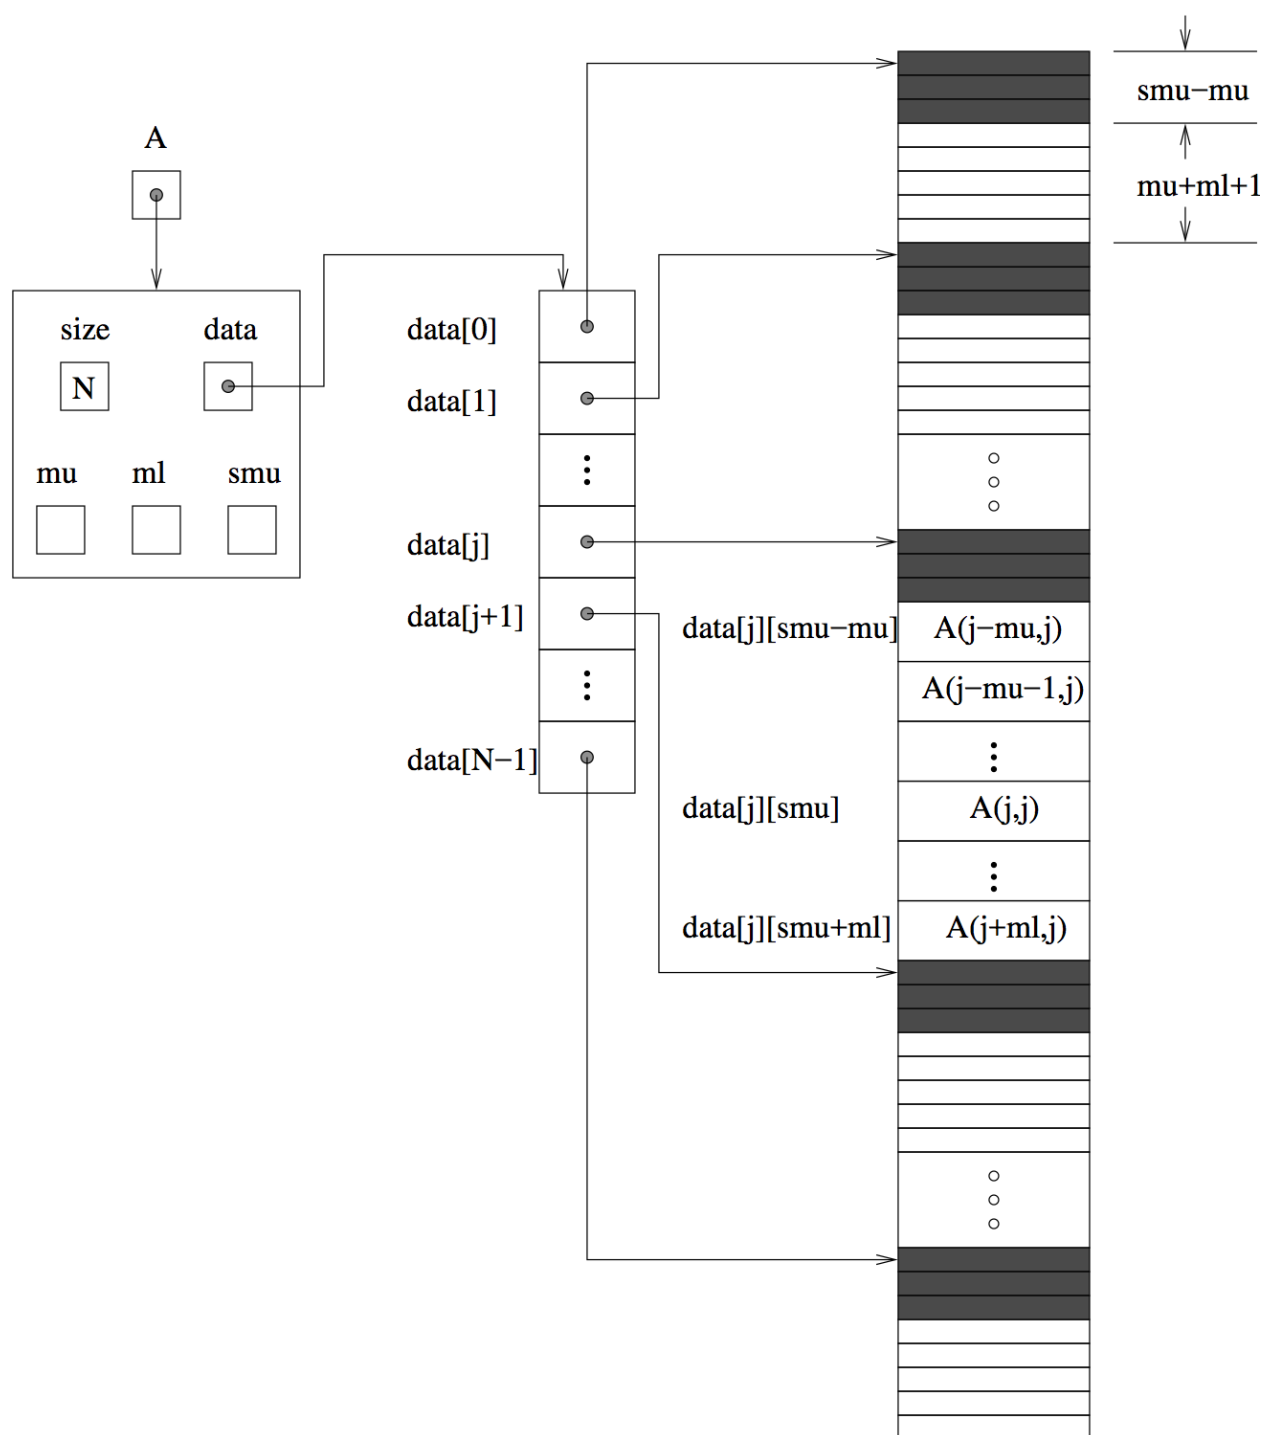 A
size
data
N
mu
ml
smu
data[0]
data[1]
data[j]
data[j+1]
data[N−1]
data[j][smu−mu]
data[j][smu]
data[j][smu+ml]
A(j−mu,j)
A(j−mu−1,j)
A(j,j)
A(j+ml,j)
smu−mu
mu+ml+1